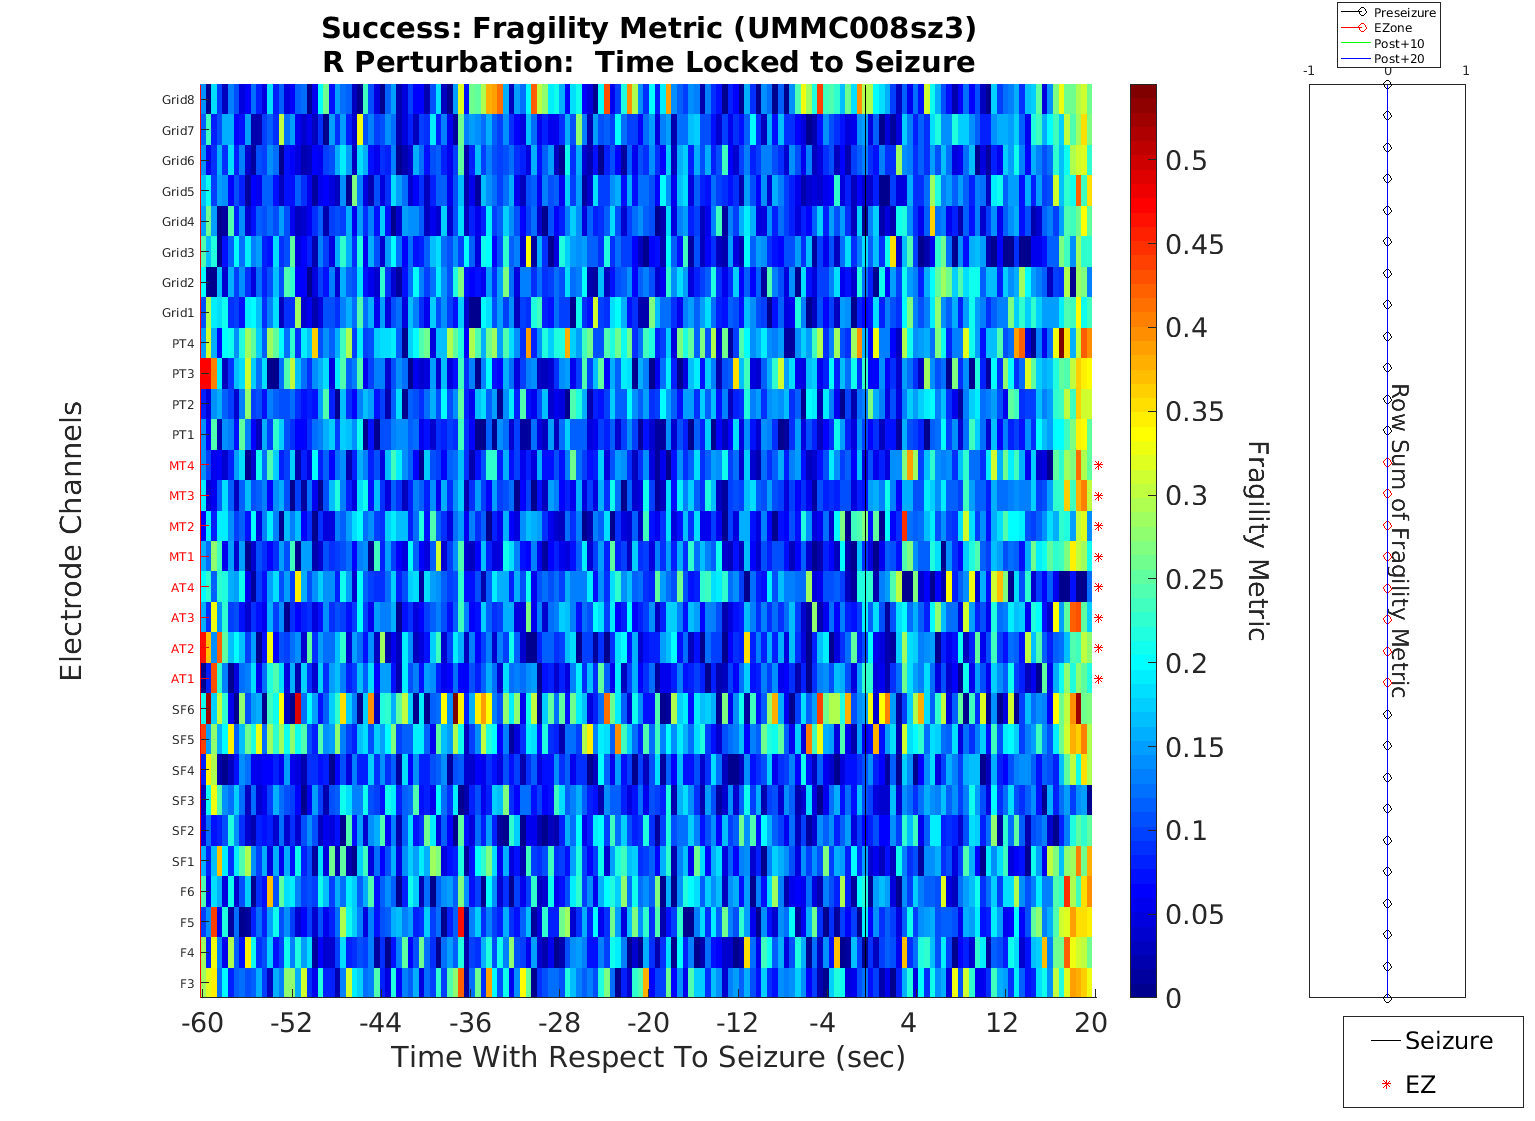 Success: Fragility Metric (UMMC008sz3)
R Perturbation:  Time Locked to Seizure
Electrode Channels
Grid8
Grid7
Grid6
Grid5
Grid4
Grid3
Grid2
Grid1
PT4
PT3
PT2
PT1
MT4
MT3
MT2
MT1
AT4
AT3
AT2
AT1
SF6
SF5
SF4
SF3
SF2
SF1
F6
F5
F4
F3
-60 -52 -44 -36 -28 -20 -12 -4 4 12 20
Time With Respect To Seizure (sec)
0.5
0.45
0.4
0.35
0.3
0.25
0.2
0.15
0.1
0.05
0
Fragility Metric
Preseizure
EZone
Post+10
Post+20
-1 0 1
Row Sum of Fragility Metric
Seizure
EZ